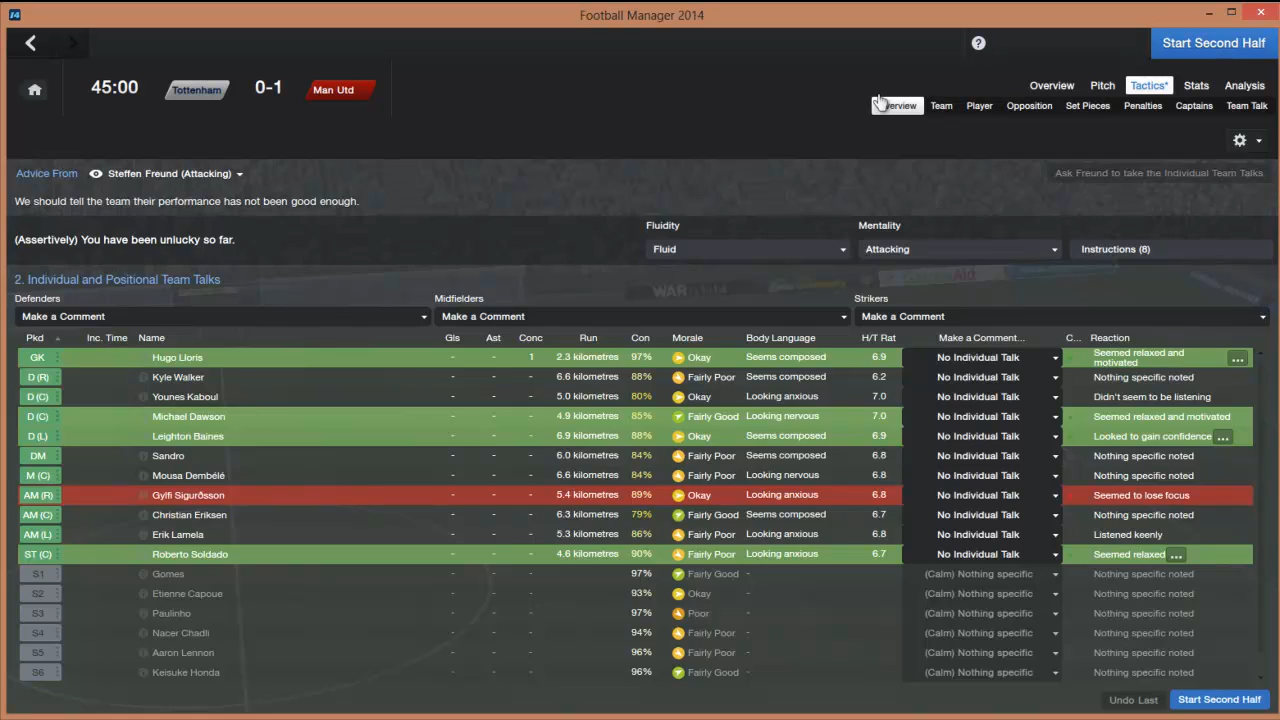 14
Football Manager 2014
Start Second Half
45:00 Tottenham 0-1 Man Utd
Overview Pitch Tactics* Stats Analysis
Team Player Opposition Set Pieces Penalties Captains Team Talk
Advice From Steffen Freund (Attacking) Ask Freund to take the Individual Team Talks
We should tell the team their performance has not been good enough.
Fluidity Mentality
(Assertively) You have been unlucky so far.
Fluid Attacking Instructions (8)
2. Individual and Positional Team Talks
Defenders Midfielders Strikers
Make a Comment Make a Comment Make a Comment
Pkd Inc. Time Name Gls Ast Conc Run Con Morale Body Language H/T Rat Make a Comment... C... Reaction
GK Hugo Lloris - - 1 2.3 kilometres 97% Okay Seems composed 6.9 No Individual Talk Seemed relaxed and motivated ...
D (R) Kyle Walker - - - 6.6 kilometres 88% Fairly Poor Seems composed 6.2 No Individual Talk Nothing specific noted
D (C) Younes Kaboul - - - 5.0 kilometres 80% Okay Looking anxious 7.0 No Individual Talk Didn't seem to be listening
D (C) Michael Dawson - - - 4.9 kilometres 85% Fairly Good Looking nervous 7.0 No Individual Talk Seemed relaxed and motivated
D (L) Leighton Baines - - - 6.9 kilometres 88% Okay Seems composed 6.9 No Individual Talk Looked to gain confidence ...
DM Sandro - - - 6.0 kilometres 84% Fairly Poor Seems composed 6.8 No Individual Talk Nothing specific noted
M (C) Mousa Dembélé - - - 6.6 kilometres 84% Fairly Poor Looking nervous 6.8 No Individual Talk Nothing specific noted
AM (R) Gylfi Sigurðsson - - - 5.4 kilometres 89% Okay Looking anxious 6.8 No Individual Talk Seemed to lose focus
AM (C) Christian Eriksen - - - 6.3 kilometres 79% Fairly Good Seems composed 6.7 No Individual Talk Nothing specific noted
AM (L) Erik Lamela - - - 5.3 kilometres 86% Fairly Poor Looking anxious 6.8 No Individual Talk Listened keenly
ST (C) Roberto Soldado - - - 4.6 kilometres 90% Fairly Poor Looking anxious 6.7 No Individual Talk Seemed relaxed ...
S1 Gomes - - - - 97% Fairly Good - - (Calm) Nothing specific Nothing specific noted
S2 Etienne Capoue - - - - 93% Okay - - (Calm) Nothing specific Nothing specific noted
S3 Paulinho - - - - 97% Poor - - (Calm) Nothing specific Nothing specific noted
S4 Nacer Chadli - - - - 94% Fairly Poor - - (Calm) Nothing specific Nothing specific noted
S5 Aaron Lennon - - - - 96% Fairly Poor - - (Calm) Nothing specific Nothing specific noted
S6 Keisuke Honda - - - - 96% Fairly Good - - (Calm) Nothing specific Nothing specific noted
Undo Last Start Second Half